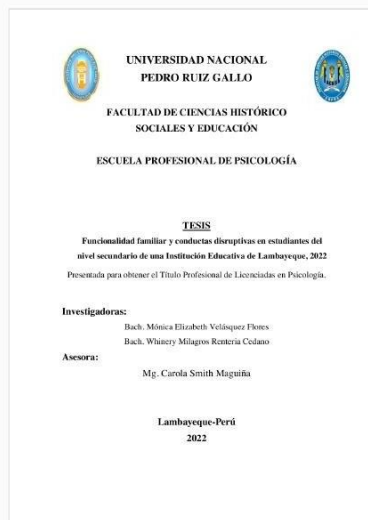 UNIVERSIDAD NACIONAL
PEDRO RUIZ GALLO
FACULTAD DE CIENCIAS HISTÓRICO
SOCIALES Y EDUCACIÓN
ESCUELA PROFESIONAL DE PSICOLOGÍA
TESIS
Funcionalidad familiar y conductas disruptivas en estudiantes del
nivel secundario de una Institución Educativa de Lambayeque, 2022
Presentada para obtener el Título Profesional de Licenciadas en Psicología.
Investigadoras:
Bach. Mónica Elizabeth Velásquez Flores
Bach. Whinery Milagros Renteria Cedano
Asesora:
Mg. Carola Smith Maguiña
Lambayeque-Perú
2022